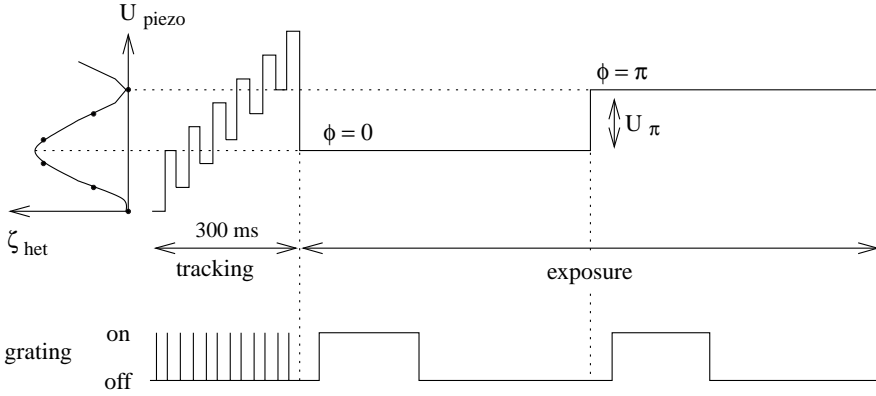 U piezo
ϕ = π
ϕ = 0
U π
ζ het
300 ms
tracking
exposure
on
grating
off